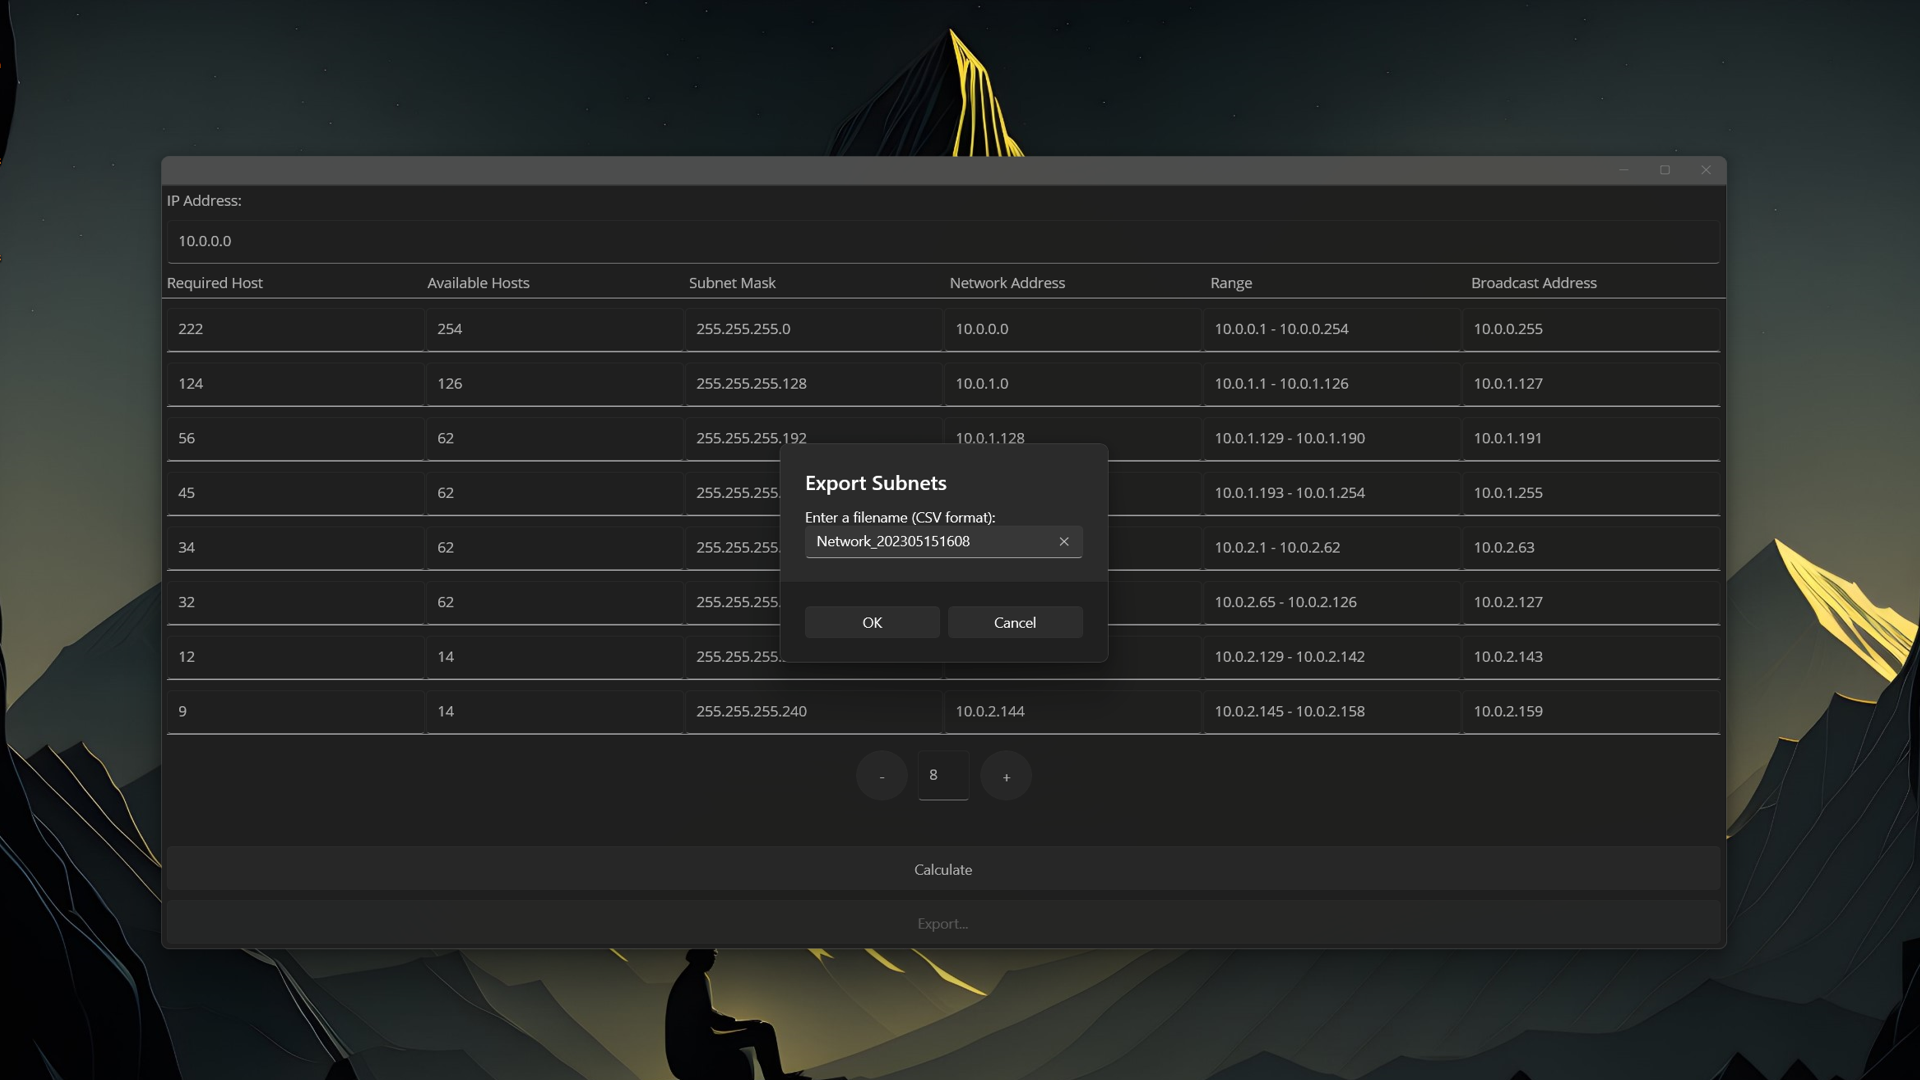 IP Address:
10.0.0.0
Required Host Available Hosts Subnet Mask Network Address Range Broadcast Address
222 254 255.255.255.0 10.0.0.0 10.0.0.1 - 10.0.0.254 10.0.0.255
124 126 255.255.255.128 10.0.1.0 10.0.1.1 - 10.0.1.126 10.0.1.127
56 62 255.255.255.192 10.0.1.128 10.0.1.129 - 10.0.1.190 10.0.1.191
45 62 255.255.255. 10.0.1.193 - 10.0.1.254 10.0.1.255
34 62 255.255.255. 10.0.2.1 - 10.0.2.62 10.0.2.63
32 62 255.255.255. 10.0.2.65 - 10.0.2.126 10.0.2.127
12 14 255.255.255. 10.0.2.129 - 10.0.2.142 10.0.2.143
9 14 255.255.255.240 10.0.2.144 10.0.2.145 - 10.0.2.158 10.0.2.159
Export Subnets
Enter a filename (CSV format):
Network_202305151608
OK Cancel
- 8 +
Calculate
Export...